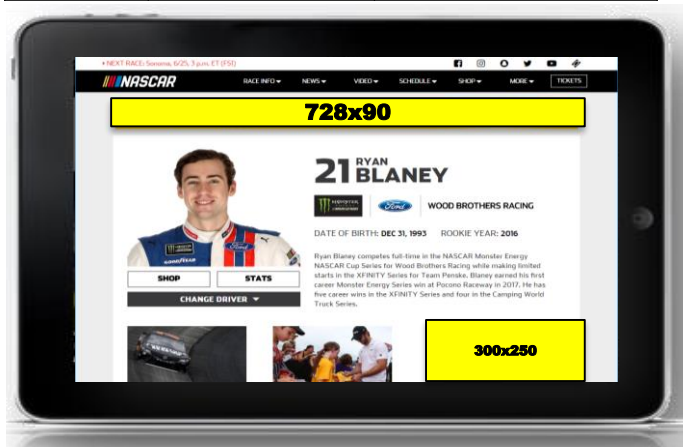 NEXT RACE: Sonoma, 6/25, 3 p.m. ET (FS1)
NASCAR
RACE INFO NEWS VIDEO SCHEDULE SHOP MORE TICKETS
728x90
21 RYAN BLANEY
MONSTER Ford WOOD BROTHERS RACING
DATE OF BIRTH: DEC 31, 1993 ROOKIE YEAR: 2016
Ryan Blaney competes full-time in the NASCAR Monster Energy
NASCAR Cup Series for Wood Brothers Racing while making limited
starts in the XFINITY Series for Team Penske. Blaney earned his first
career Monster Energy Series win at Pocono Raceway in 2017. He has
five career wins in the XFINITY Series and four in the Camping World
Truck Series.
Ford
SHOP STATS
CHANGE DRIVER
300x250